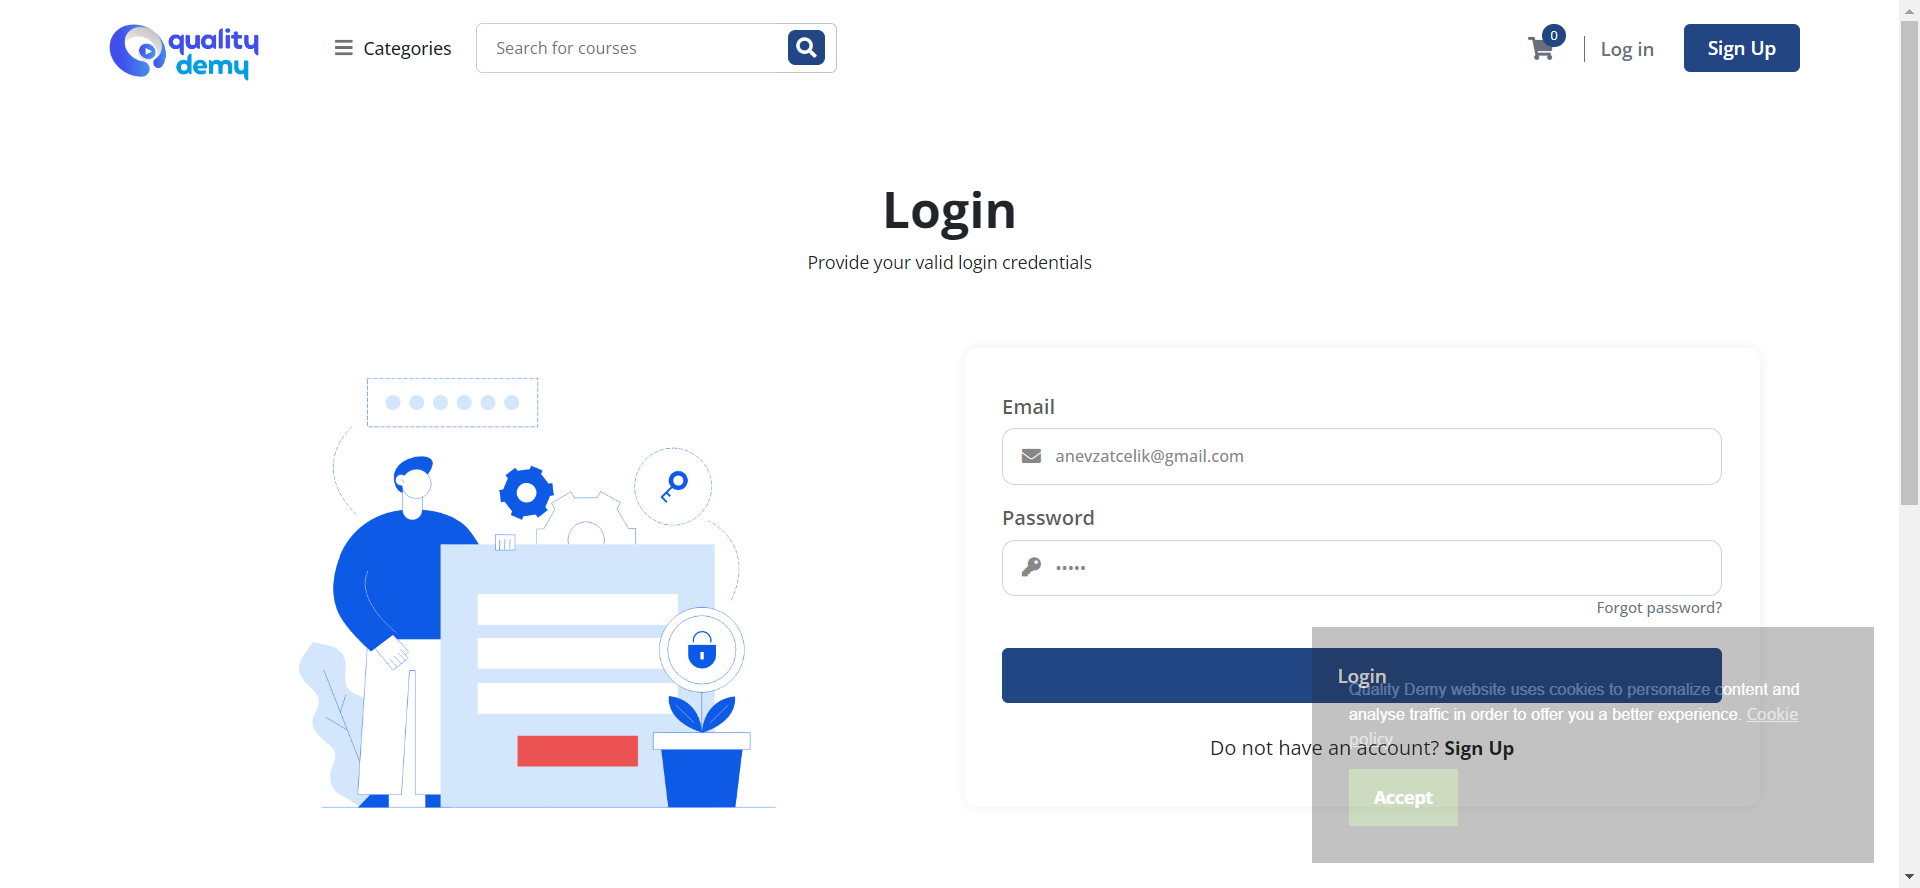 quality
demy
Categories
Search for courses
0
Log in
Sign Up
Login
Provide your valid login credentials
Email
anevzatcelik@gmail.com
Password
•••••
Forgot password?
Login
Quality Demy website uses cookies to personalize content and
analyse traffic in order to offer you a better experience. Cookie
policy
Do not have an account? Sign Up
Accept